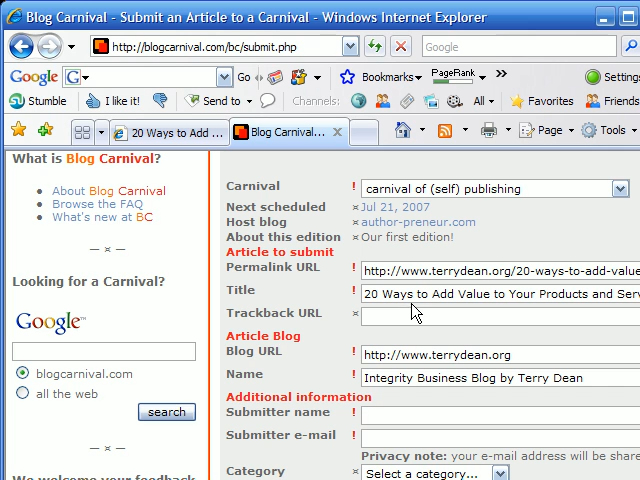 Blog Carnival - Submit an Article to a Carnival - Windows Internet Explorer
http://blogcarnival.com/bc/submit.php
Google
Google G Go Bookmarks PageRank » Settings
Stumble I like it! Send to Channels: All Favorites Friends
20 Ways to Add ... Blog Carnival... Page Tools
What is Blog Carnival?
About Blog Carnival
Browse the FAQ
What's new at BC
Looking for a Carnival?
Google™
blogcarnival.com
all the web
search
We welcome your feedback
Carnival ! carnival of (self) publishing
Next scheduled Jul 21, 2007
Host blog author-preneur.com
About this edition Our first edition!
Article to submit
Permalink URL ! http://www.terrydean.org/20-ways-to-add-value
Title ! 20 Ways to Add Value to Your Products and Serv
Trackback URL
Article Blog
Blog URL ! http://www.terrydean.org
Name ! Integrity Business Blog by Terry Dean
Additional information
Submitter name !
Submitter e-mail !
Privacy note: your e-mail address will be share
Category Select a category...